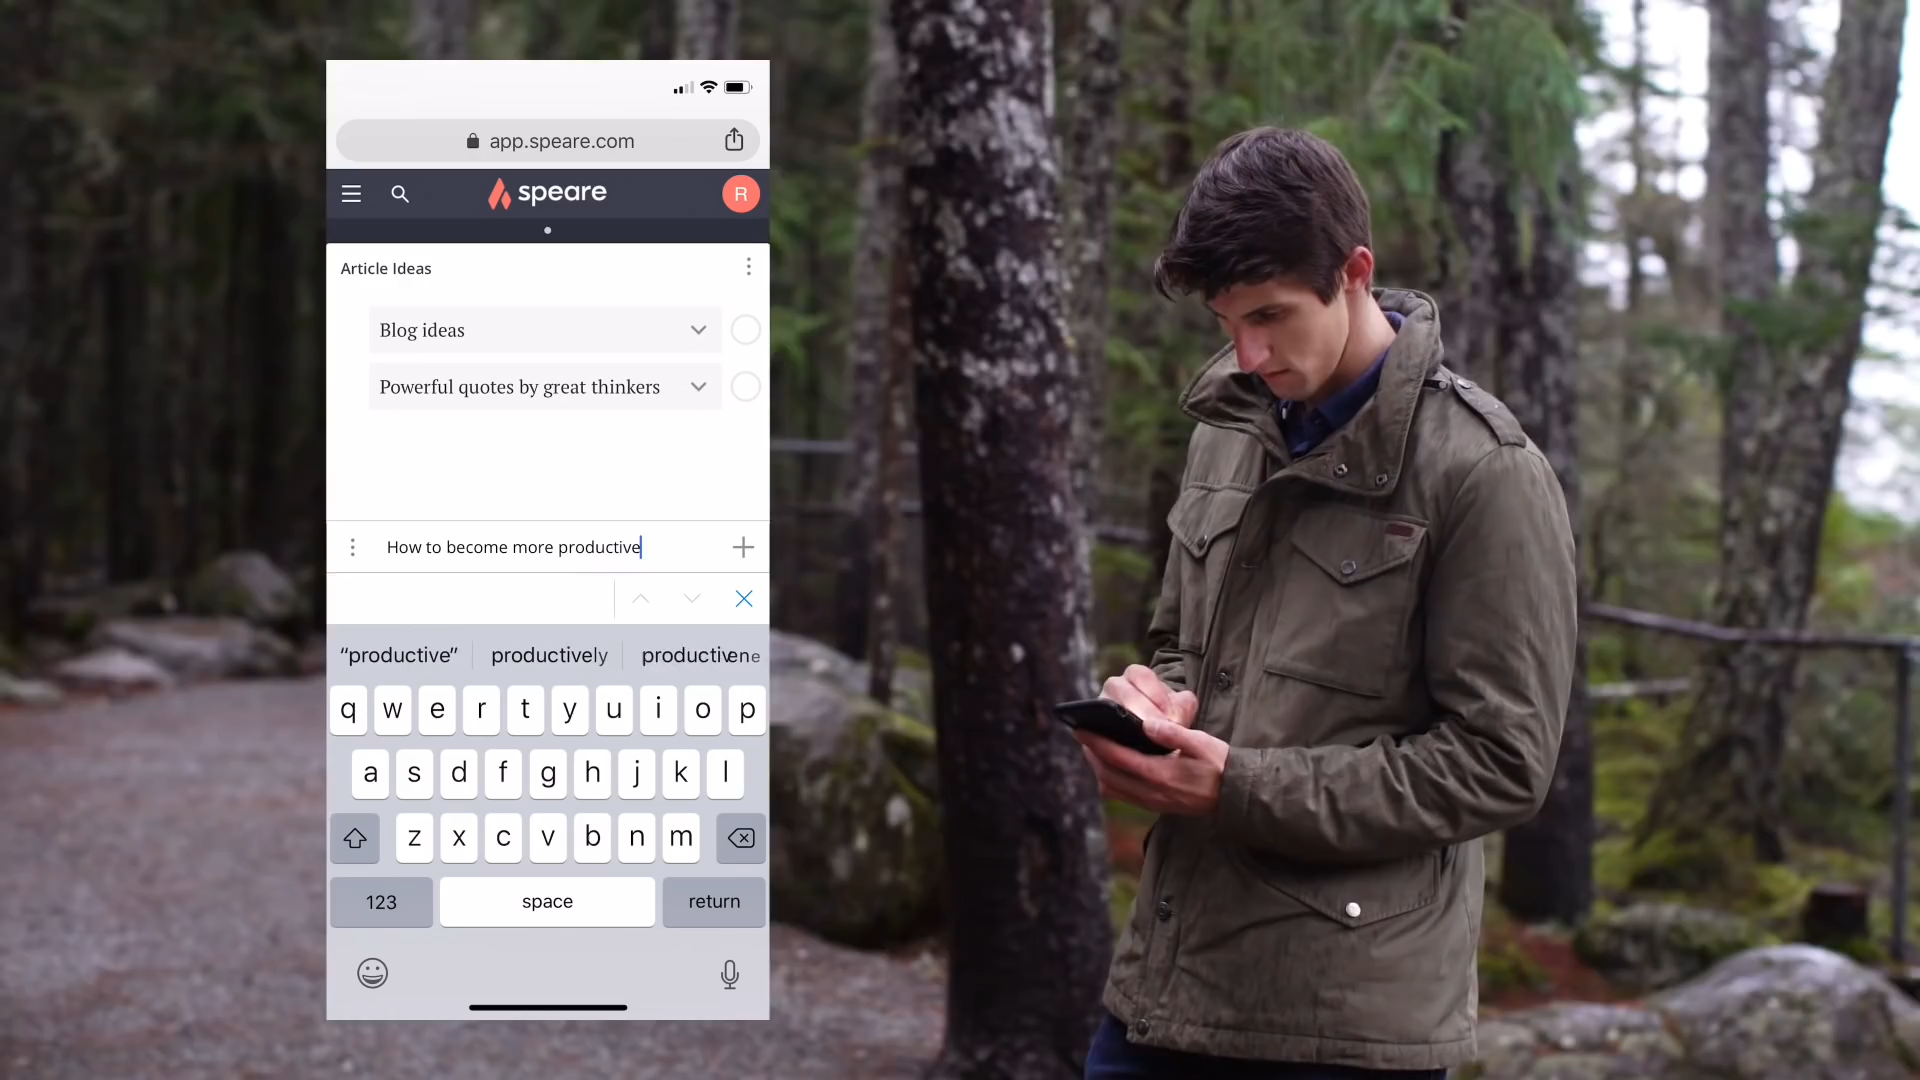 app.speare.com
speare
R
Article Ideas
Blog ideas
Powerful quotes by great thinkers
How to become more productive
“productive” productively productivene
q w e r t y u i o p
a s d f g h j k l
z x c v b n m
123 space return